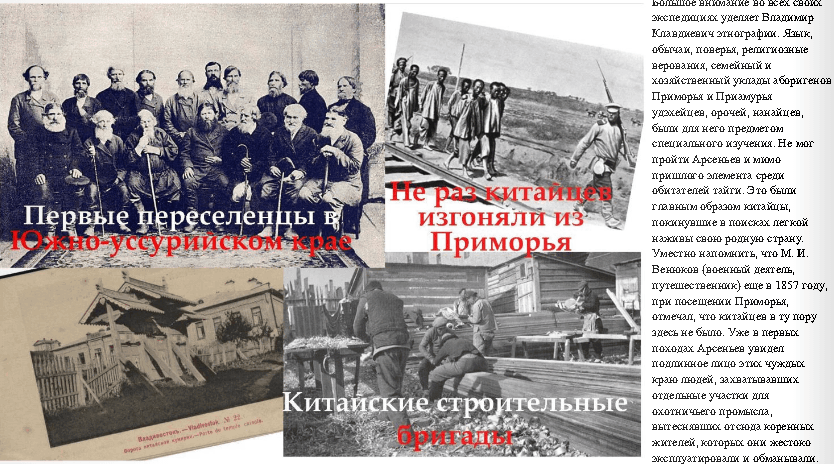 Первые переселенцы в
Южно-уссурийском крае
Не раз китайцев
изгоняли из
Приморья
Владивостокъ.—Vladivostok. № 22.
Китайские строительные
бригады
Большое внимание во всех своих
экспедициях уделяет Владимир
Клавдиевич этнографии. Язык,
обычаи, поверья, религиозные
верования, семейный и
хозяйственный уклады аборигенов
Приморья и Приамурья
удэхейцев, орочей, нанайцев,
были для него предметом
специального изучения. Не мог
пройти Арсеньев и мимо
пришлого элемента среди
обитателей тайги. Это были
главным образом китайцы,
покинувшие в поисках легкой
наживы свою родную страну.
Уместно напомнить, что М. И.
Венюков (военный деятель,
путешественник) еще в 1857 году,
при посещении Приморья,
отмечал, что китайцев в ту пору
здесь не было. Уже в первых
походах Арсеньев увидел
подлинное лицо этих чуждых
краю людей, захватывавших
отдельные участки для
охотничьего промысла,
вытеснявших отсюда коренных
жителей, которых они жестоко
эксплуатировали и обманывали.